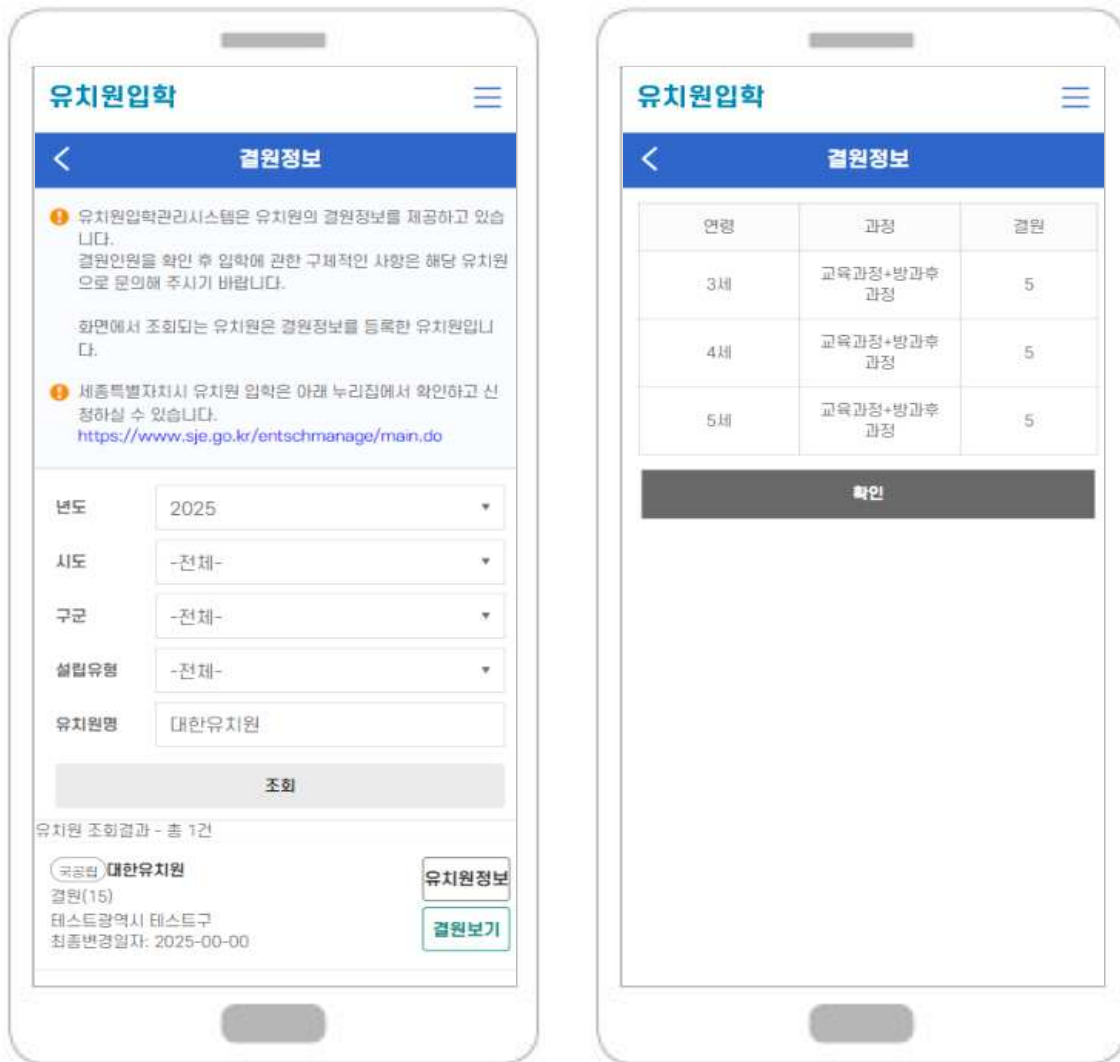 유치원입학
결원정보
유치원입학관리시스템은 유치원의 결원정보를 제공하고 있습
니다.
결원인원을 확인 후 입학에 관한 구체적인 사항은 해당 유치원
으로 문의해 주시기 바랍니다.
화면에서 조회되는 유치원은 결원정보를 등록한 유치원입니
다.
세종특별자치시 유치원 입학은 아래 누리집에서 확인하고 신
청하실 수 있습니다.
https://www.sje.go.kr/entschmanage/main.do
년도 2025
시도 -전체-
구군 -전체-
설립유형 -전체-
유치원명 대한유치원
조회
유치원 조회결과 - 총 1건
국공립 대한유치원
결원(15)
테스트광역시 테스트구
최종변경일자: 2025-00-00
유치원정보
결원보기
유치원입학
결원정보
연령 과정 결원
3세 교육과정+방과후 5
과정
4세 교육과정+방과후 5
과정
5세 교육과정+방과후 5
과정
확인